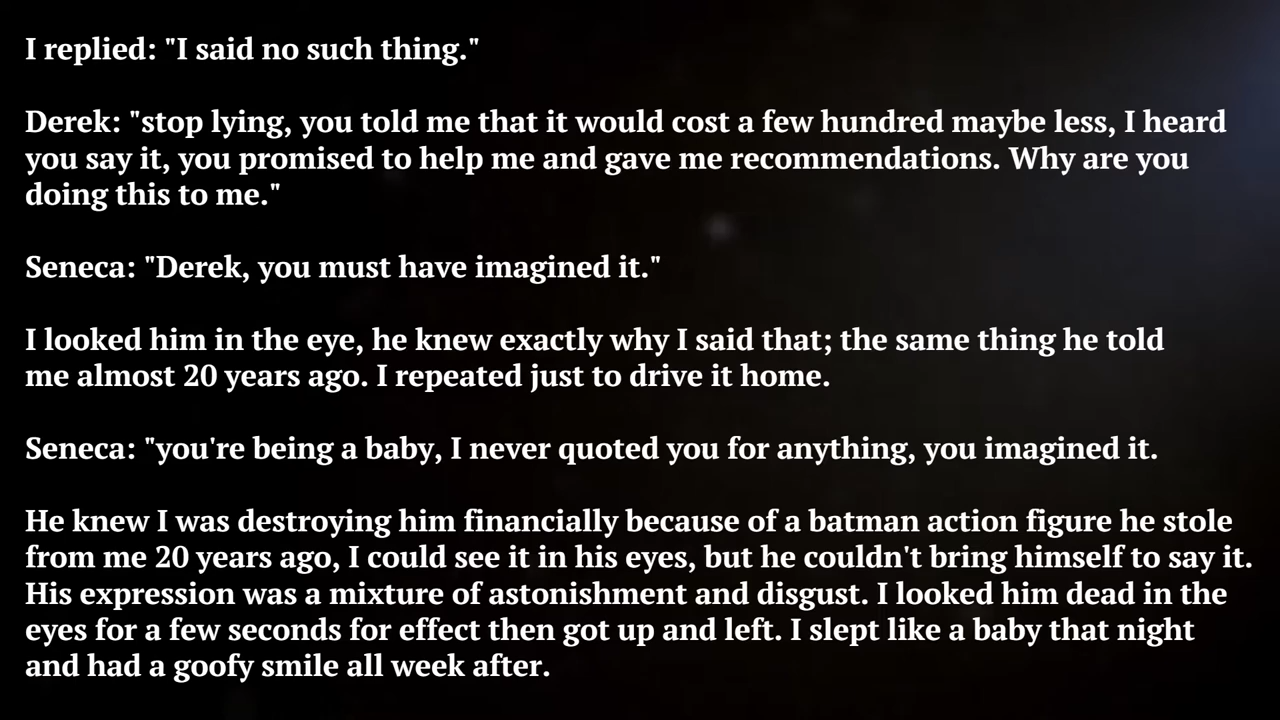 I replied: "I said no such thing."
Derek: "stop lying, you told me that it would cost a few hundred maybe less, I heard
you say it, you promised to help me and gave me recommendations. Why are you
doing this to me."
Seneca: "Derek, you must have imagined it."
I looked him in the eye, he knew exactly why I said that; the same thing he told
me almost 20 years ago. I repeated just to drive it home.
Seneca: "you're being a baby, I never quoted you for anything, you imagined it.
He knew I was destroying him financially because of a batman action figure he stole
from me 20 years ago, I could see it in his eyes, but he couldn't bring himself to say it.
His expression was a mixture of astonishment and disgust. I looked him dead in the
eyes for a few seconds for effect then got up and left. I slept like a baby that night
and had a goofy smile all week after.